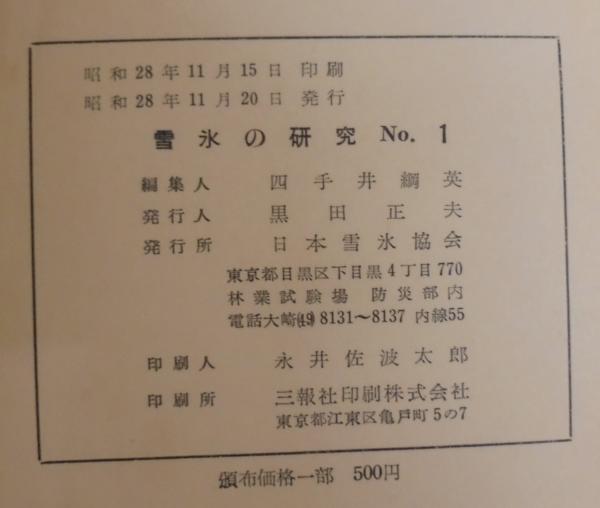 昭和28年11月15日 印刷
昭和28年11月20日 発行
雪氷の研究 No. 1
編集人 四手井綱英
発行人 黒田正夫
発行所 日本雪氷協会
東京都目黒区下目黒4丁目770
林業試験場 防災部内
電話大崎(49)8131~8137 内線55
印刷人 永井佐波太郎
印刷所 三報社印刷株式会社
東京都江東区亀戸町5の7
頒布価格一部 500円